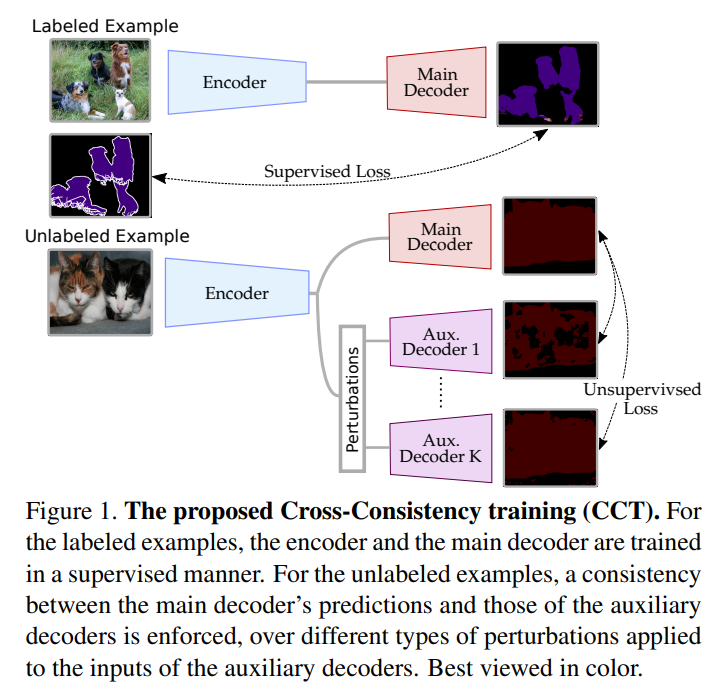 Labeled Example
Encoder
Main
Decoder
Supervised Loss
Unlabeled Example
Main
Decoder
Encoder
Perturbations
Aux.
Decoder 1
Unsupervivsed
Loss
Aux.
Decoder K
Figure 1. The proposed Cross-Consistency training (CCT). For
the labeled examples, the encoder and the main decoder are trained
in a supervised manner. For the unlabeled examples, a consistency
between the main decoder's predictions and those of the auxiliary
decoders is enforced, over different types of perturbations applied
to the inputs of the auxiliary decoders. Best viewed in color.